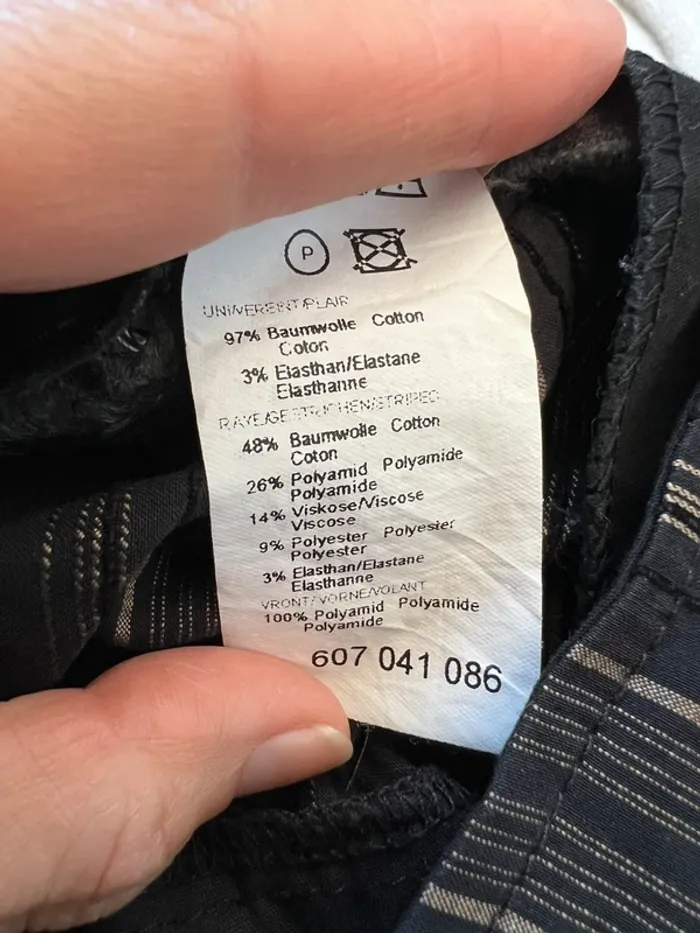 P
UNI/VEREINT/PLAIR
97% Baumwolle Cotton
Coton
3% Elasthan/Elastane
Elasthanne
RAYE/GESTRICHEN/STRIPED
48% Baumwolle Cotton
Coton
26% Polyamid Polyamide
Polyamide
14% Viskose/Viscose
Viscose
9% Polyester Polyester
Polyester
3% Elasthan/Elastane
Elasthanne
VRONT/VORNE/VOLANT
100% Polyamid Polyamide
Polyamide
607 041 086